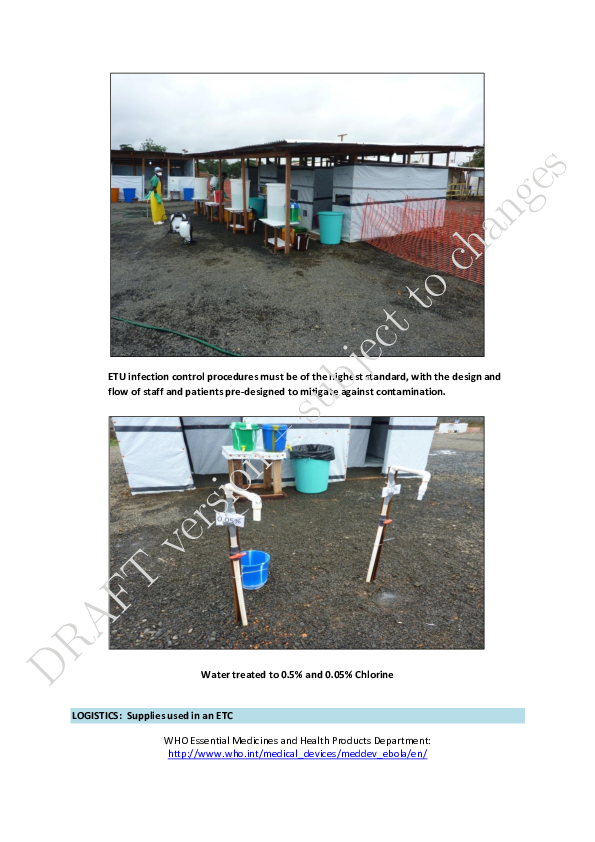 ETU infection control procedures must be of the highest standard, with the design and
flow of staff and patients pre-designed to mitigate against contamination.
0.05%
Water treated to 0.5% and 0.05% Chlorine
LOGISTICS: Supplies used in an ETC
WHO Essential Medicines and Health Products Department:
http://www.who.int/medical_devices/meddev_ebola/en/
DRAFT version - subject to changes